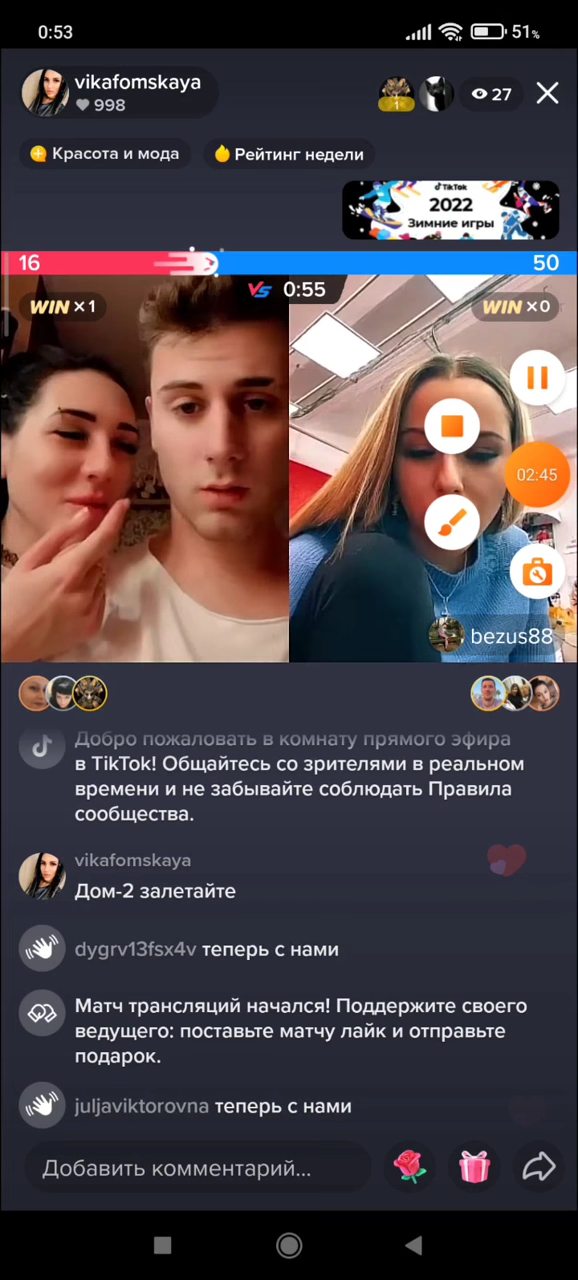 0:53
51%
vikafomskaya
998
27
Красота и мода
Рейтинг недели
TikTok
2022
Зимние игры
16
50
VS 0:55
WIN ×1
WIN ×0
02:45
bezus88
Добро пожаловать в комнату прямого эфира
в TikTok! Общайтесь со зрителями в реальном
времени и не забывайте соблюдать Правила
сообщества.
vikafomskaya
Дом-2 залетайте
dygrv13fsx4v теперь с нами
Матч трансляций начался! Поддержите своего
ведущего: поставьте матчу лайк и отправьте
подарок.
juljaviktorovna теперь с нами
Добавить комментарий...